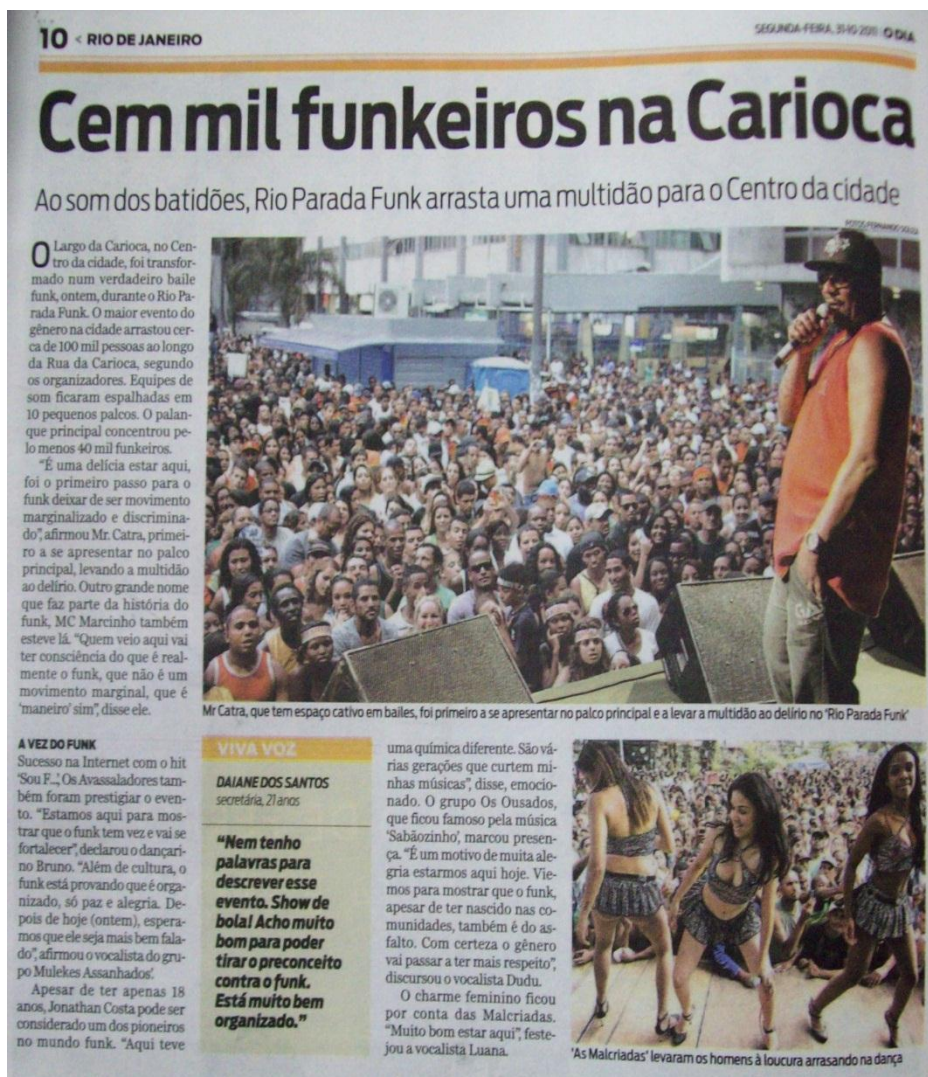 10 < RIO DE JANEIRO
SEGUNDA-FEIRA, 31.10.2011 O DIA
Cem mil funkeiros na Carioca
Ao som dos batidões, Rio Parada Funk arrasta uma multidão para o Centro da cidade
FOTOS FERNANDO SOUZA
O Largo da Carioca, no Cen-
tro da cidade, foi transfor-
mado num verdadeiro baile
funk, ontem, durante o Rio Pa-
rada Funk. O maior evento do
gênero na cidade arrastou cer-
ca de 100 mil pessoas ao longo
da Rua da Carioca, segundo
os organizadores. Equipes de
som ficaram espalhadas em
10 pequenos palcos. O palan-
que principal concentrou pe-
lo menos 40 mil funkeiros.
"É uma delícia estar aqui,
foi o primeiro passo para o
funk deixar de ser movimento
marginalizado e discrimina-
do", afirmou Mr. Catra, primei-
ro a se apresentar no palco
principal, levando a multidão
ao delírio. Outro grande nome
que faz parte da história do
funk, MC Marcinho também
esteve lá. "Quem veio aqui vai
ter consciência do que é real-
mente o funk, que não é um
movimento marginal, que é
'maneiro' sim", disse ele.
Mr Catra, que tem espaço cativo em bailes, foi primeiro a se apresentar no palco principal e a levar a multidão ao delírio no 'Rio Parada Funk'
A VEZ DO FUNK
Sucesso na Internet com o hit
'Sou F...', Os Avassaladores tam-
bém foram prestigiar o even-
to. "Estamos aqui para mos-
trar que o funk tem vez e vai se
fortalecer", declarou o dançari-
no Bruno. "Além de cultura, o
funk está provando que é orga-
nizado, só paz e alegria. De-
pois de hoje (ontem), espera-
mos que ele seja mais bem fala-
do", afirmou o vocalista do gru-
po Mulekes Assanhados'.
Apesar de ter apenas 18
anos, Jonathan Costa pode ser
considerado um dos pioneiros
no mundo funk. "Aqui teve
VIVA VOZ
DAIANE DOS SANTOS
secretária, 21 anos
"Nem tenho
palavras para
descrever esse
evento. Show de
bola! Acho muito
bom para poder
tirar o preconceito
contra o funk.
Está muito bem
organizado."
uma química diferente. São vá-
rias gerações que curtem mi-
nhas músicas", disse, emocio-
nado. O grupo Os Ousados,
que ficou famoso pela música
'Sabãozinho', marcou presen-
ça. "É um motivo de muita ale-
gria estarmos aqui hoje. Vie-
mos para mostrar que o funk,
apesar de ter nascido nas co-
munidades, também é do as-
falto. Com certeza o gênero
vai passar a ter mais respeito",
discursou o vocalista Dudu.
O charme feminino ficou
por conta das Malcriadas.
"Muito bom estar aqui", feste-
jou a vocalista Luana.
'As Malcriadas' levaram os homens à loucura arrasando na dança